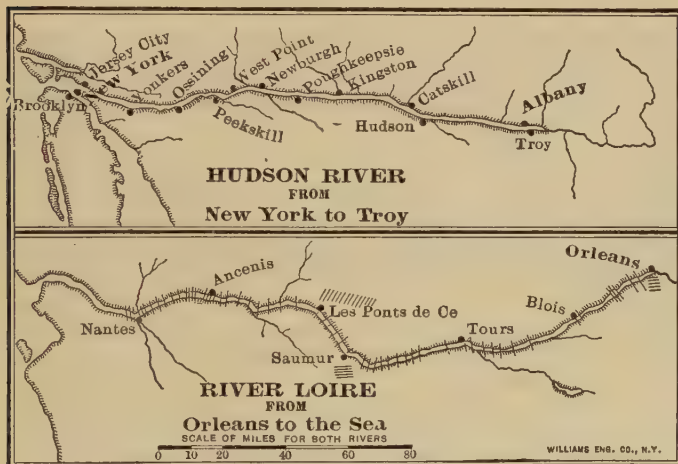 Jersey City
New York
Brooklyn
Yonkers
Ossining
Peekskill
West Point
Newburgh
Poughkeepsie
Kingston
Catskill
Hudson
Albany
Troy
HUDSON RIVER
FROM
New York to Troy
Nantes
Ancenis
Les Ponts de Ce
Saumur
Tours
Blois
Orleans
RIVER LOIRE
FROM
Orleans to the Sea
SCALE OF MILES FOR BOTH RIVERS
0 10 20 40 60 80
WILLIAMS ENG. CO., N.Y.